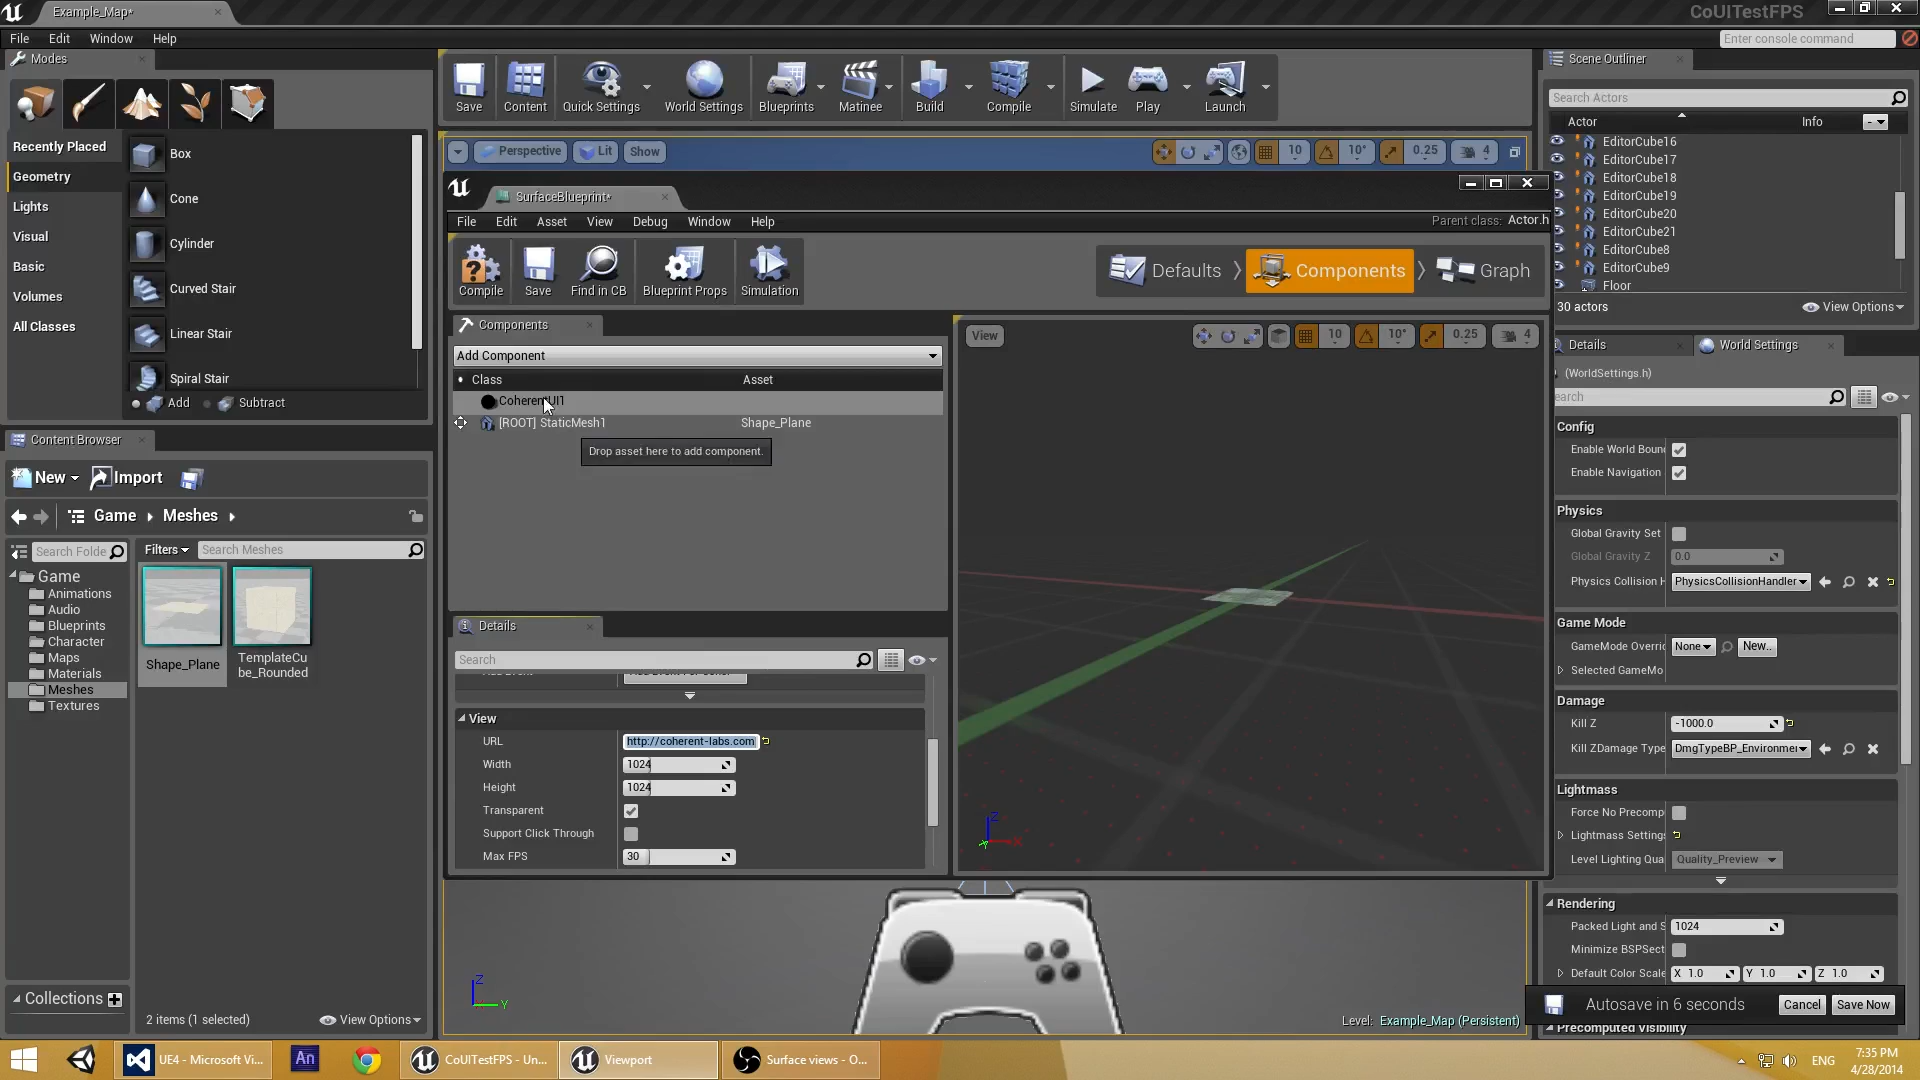 Example_Map*
CoUITestFPS
File Edit Window Help
Enter console command
Modes
Recently Placed
Geometry
Lights
Visual
Basic
Volumes
All Classes
Box
Cone
Cylinder
Curved Stair
Linear Stair
Spiral Stair
Add Subtract
Save Content Quick Settings World Settings Blueprints Matinee Build Compile Simulate Play Launch
Perspective Lit Show
10 10° 0.25 4
SurfaceBlueprint*
File Edit Asset View Debug Window Help
Parent class: Actor.h
Compile Save Find in CB Blueprint Props Simulation
Defaults Components Graph
Components
Add Component
Class Asset
CoherentUI1
[ROOT] StaticMesh1 Shape_Plane
Drop asset here to add component.
View
10 10° 0.25 4
Details
Search
View
URL http://coherent-labs.com
Width 1024
Height 1024
Transparent
Support Click Through
Max FPS 30
Z
X
Y
Content Browser
New Import
Game Meshes
Search Folde
Filters Search Meshes
Game
Animations
Audio
Blueprints
Character
Maps
Materials
Meshes
Textures
Shape_Plane
TemplateCu
be_Rounded
Collections
2 items (1 selected) View Options
Z
Y
Level: Example_Map (Persistent)
Scene Outliner
Search Actors
Actor Info
EditorCube16
EditorCube17
EditorCube18
EditorCube19
EditorCube20
EditorCube21
EditorCube8
EditorCube9
Floor
30 actors View Options
Details World Settings
(WorldSettings.h)
earch
Config
Enable World Boun
Enable Navigation
Physics
Global Gravity Set
Global Gravity Z 0.0
Physics Collision H PhysicsCollisionHandler
Game Mode
GameMode Overri None New..
Selected GameMo
Damage
Kill Z -1000.0
Kill ZDamage Type DmgTypeBP_Environmer
Lightmass
Force No Precomp
Lightmass Settings
Level Lighting Qua Quality_Preview
Rendering
Packed Light and S 1024
Minimize BSPSect
Default Color Scale X 1.0 Y 1.0 Z 1.0
Autosave in 6 seconds Cancel Save Now
Precomputed Visibility
UE4 - Microsoft Vi...
An
CoUITestFPS - Un...
Viewport
Surface views - O...
ENG
7:35 PM
4/28/2014